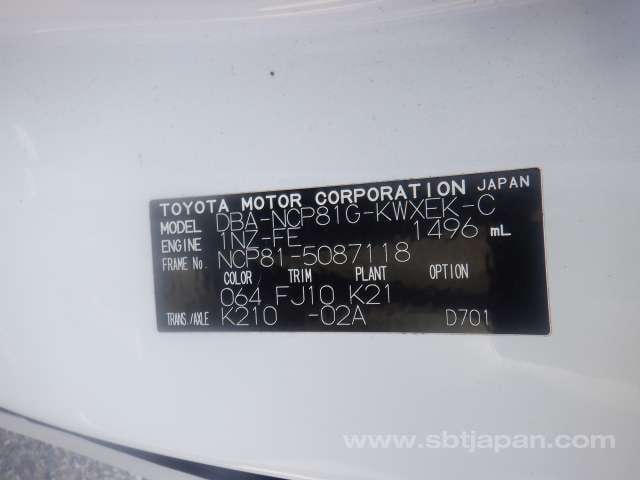 TOYOTA MOTOR CORPORATION JAPAN
MODEL DBA-NCP81G-KWXEK-C
ENGINE 1NZ-FE 1496 mL
FRAME No. NCP81-5087118
COLOR TRIM PLANT OPTION
064 FJ10 K21
TRANS./AXLE K210 -02A D701
www.sbtjapan.com